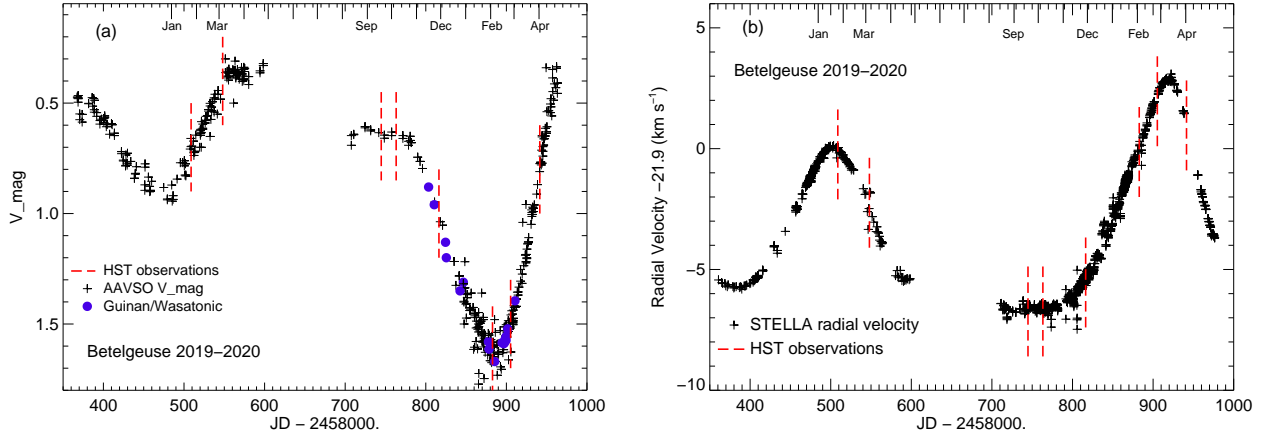 Jan Mar Sep Dec Feb Apr
(a)
0.5
1.0
1.5
V_mag
HST observations
AAVSO V_mag
Guinan/Wasatonic
Betelgeuse 2019−2020
400 500 600 700 800 900 1000
JD − 2458000.
Jan Mar Sep Dec Feb Apr
(b)
Betelgeuse 2019−2020
5
0
−5
−10
Radial Velocity −21.9 (km s⁻¹)
STELLA radial velocity
HST observations
400 500 600 700 800 900 1000
JD − 2458000.